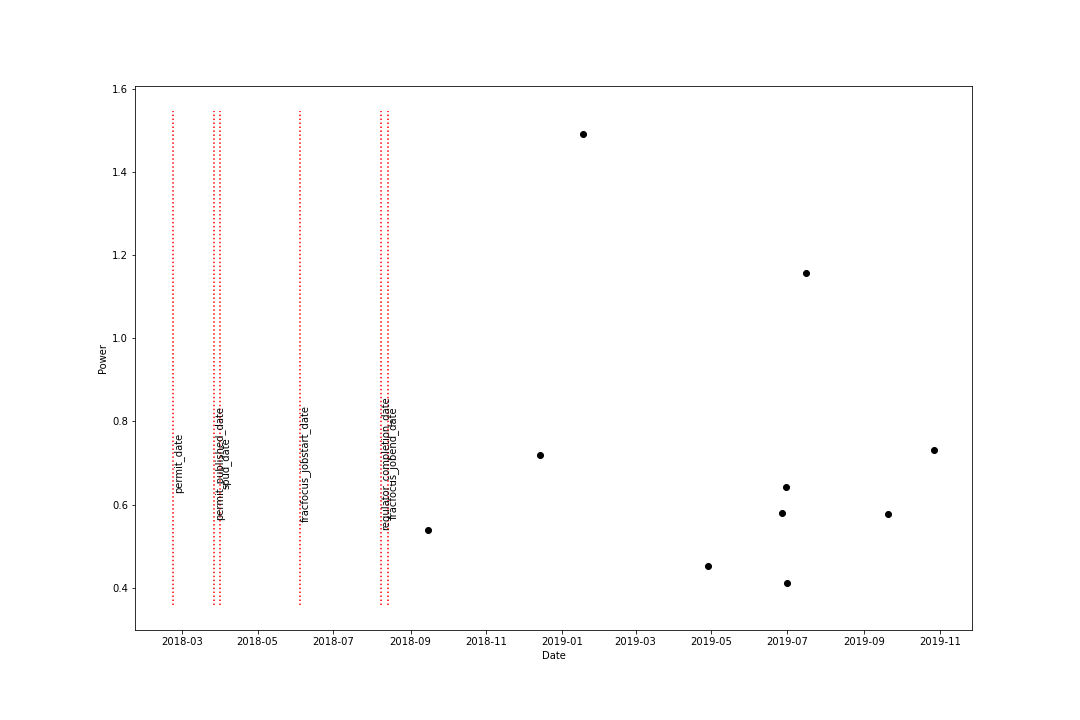 1.6
1.4
1.2
1.0
0.8
0.6
0.4
Power
permit_date
permit_published_date
spud_date
fracfocus_jobstart_date
regulator_completion_date
fracfocus_jobend_date
2018-03
2018-05
2018-07
2018-09
2018-11
2019-01
2019-03
2019-05
2019-07
2019-09
2019-11
Date